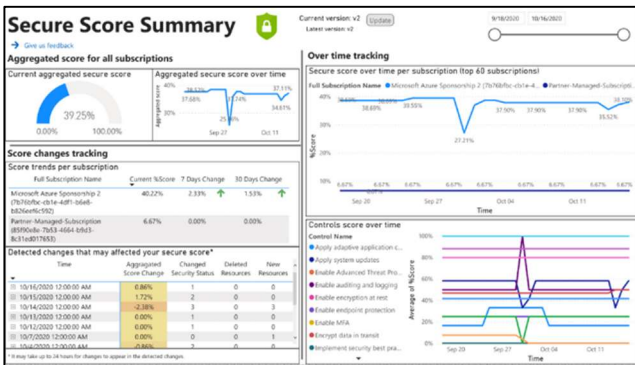 Secure Score Summary
Current version: v2
Update
Latest version: v2
9/18/2020
10/16/2020
Give us feedback
Aggregated score for all subscriptions
Current aggregated secure score
39.25%
0.00%
100.00%
Aggregated secure score over time
Aggregated score
40%
30%
37.68%
37.11%
34.61%
Sep 27
Oct 11
Score changes tracking
Score trends per subscription
Full Subscription Name Current %Score 7 Days Change 30 Days Change
Microsoft Azure Sponsorship 2 40.22% 2.33% 1.53%
Partner-Managed-Subscription 6.67% 0.00% 0.00%
Detected changes that may affected your secure score*
Time Aggragated Score Change Changed Security Status Deleted Resources New Resources
10/16/2020 12:00:00 AM 0.86% 1 0 0
10/15/2020 12:00:00 AM 1.72% 2 0 0
10/14/2020 12:00:00 AM -2.38% 3 0 3
10/13/2020 12:00:00 AM 0.00% 1 0 0
10/12/2020 12:00:00 AM 0.00% 1 0 0
10/7/2020 12:00:00 AM 0.00% 0 0 1
10/4/2020 12:00:00 AM -0.86% 2 0 0
* It may take up to 24 hours for changes to appear in the detected changes.
Over time tracking
Secure score over time per subscription (top 60 subscriptions)
Full Subscription Name Microsoft Azure Sponsorship 2 Partner-Managed-Subscripti...
%Score
40%
30%
20%
10%
27.21%
37.90%
37.90%
37.90%
35.52%
6.67%
6.67%
6.67%
6.67%
6.67%
6.67%
6.67%
Sep 20
Sep 27
Oct 04
Oct 11
Time
Controls score over time
Control Name
Apply adaptive application c...
Apply system updates
Enable Advanced Threat Pro...
Enable auditing and logging
Enable encryption at rest
Enable endpoint protection
Enable MFA
Encrypt data in transit
Implement security best pra...
Average of %Score
100%
80%
60%
40%
20%
0%
Sep 20
Sep 27
Oct 04
Oct 11
Time